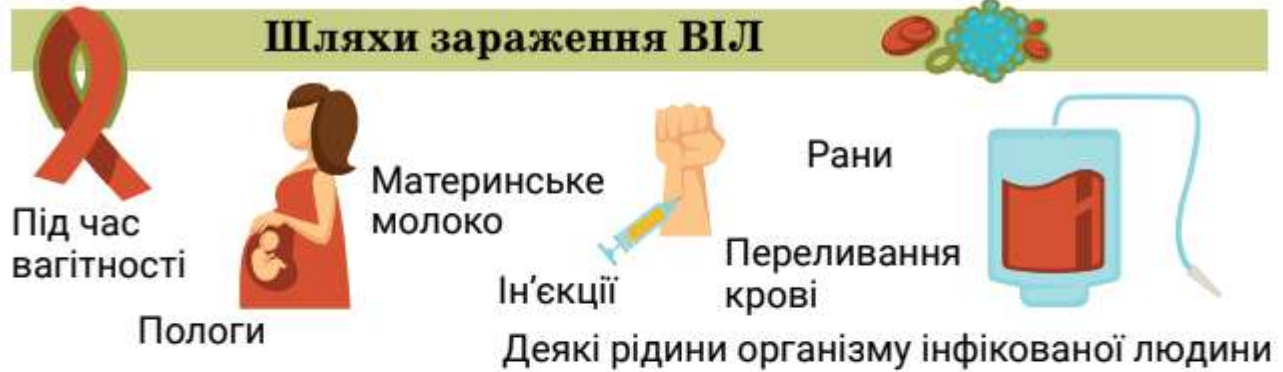 Шляхи зараження ВІЛ
Під час
вагітності
Пологи
Материнське
молоко
Ін’єкції
Рани
Переливання
крові
Деякі рідини організму інфікованої людини